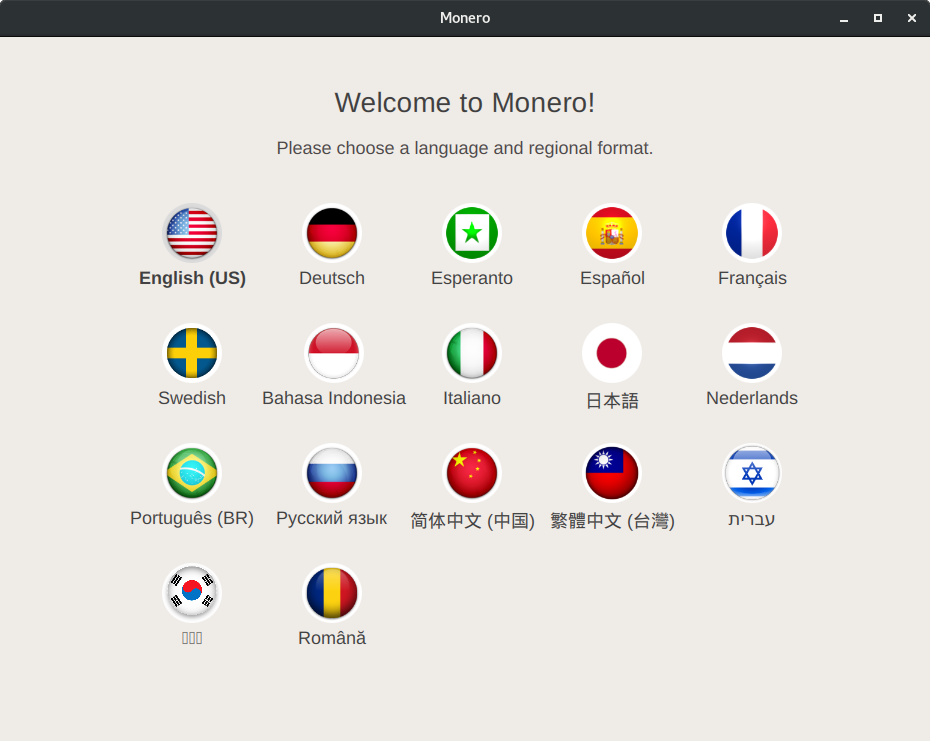 Monero
Welcome to Monero!
Please choose a language and regional format.
English (US)
Deutsch
Esperanto
Español
Français
Swedish
Bahasa Indonesia
Italiano
日本語
Nederlands
Português (BR)
Русский язык
简体中文 (中国)
繁體中文 (台灣)
עברית
Română